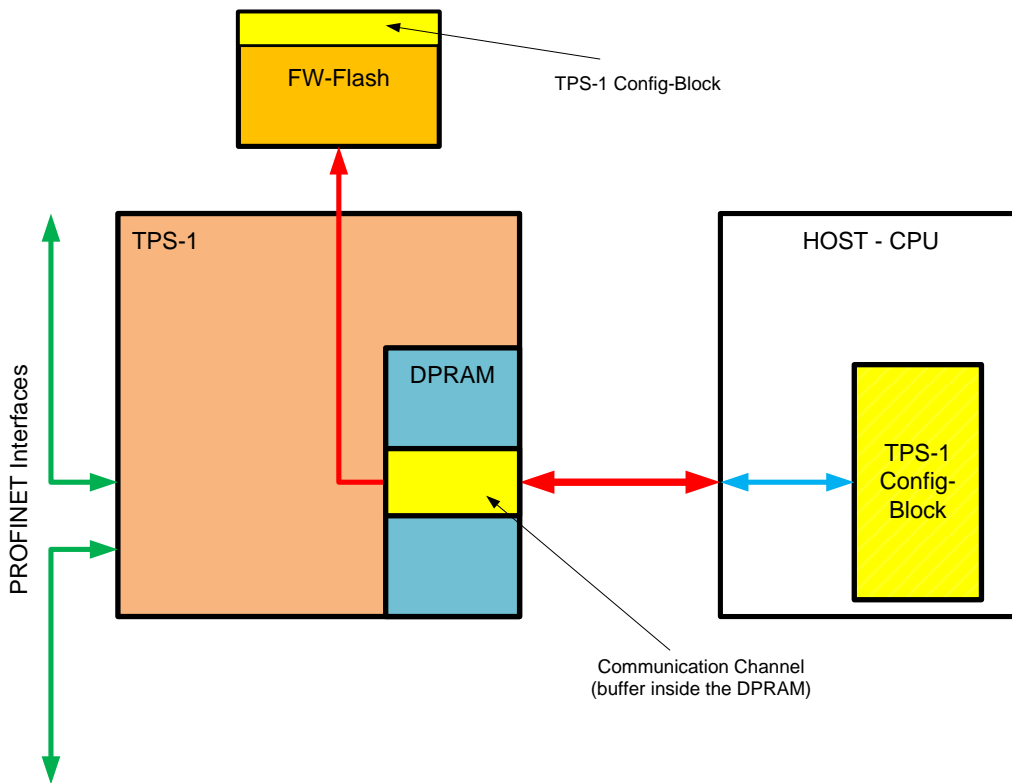 FW-Flash
TPS-1 Config-Block
TPS-1
HOST - CPU
DPRAM
PROFINET Interfaces
TPS-1
Config-
Block
Communication Channel
(buffer inside the DPRAM)